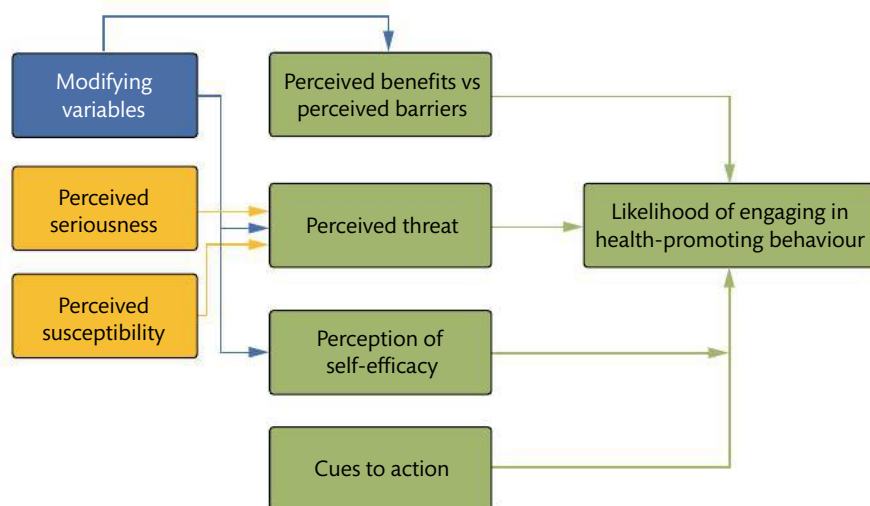 Modifying
variables
Perceived benefits vs
perceived barriers
Perceived
seriousness
Perceived threat
Likelihood of engaging in
health-promoting behaviour
Perceived
susceptibility
Perception of
self-efficacy
Cues to action